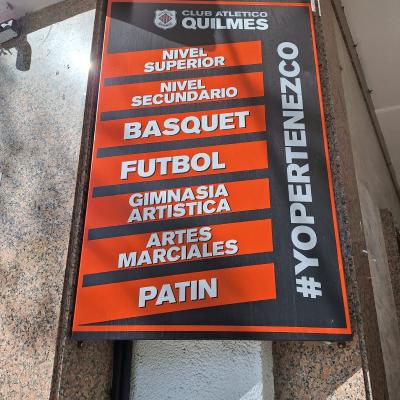 CLUB ATLETICO
QUILMES
NIVEL
SUPERIOR
NIVEL
SECUNDARIO
BASQUET
FUTBOL
GIMNASIA
ARTISTICA
ARTES
MARCIALES
PATIN
#YOPERTENEZCO